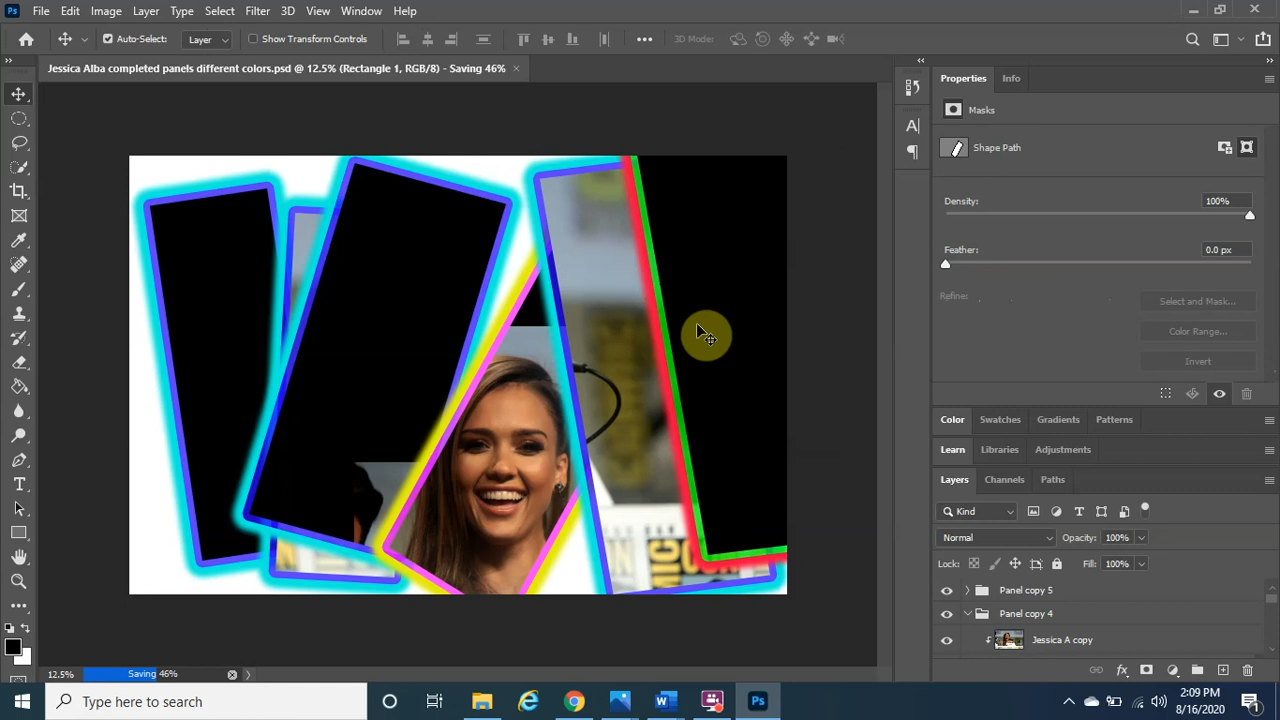 Ps File Edit Image Layer Type Select Filter 3D View Window Help
Auto-Select: Layer Show Transform Controls 3D Mode:
Jessica Alba completed panels different colors.psd @ 12.5% (Rectangle 1, RGB/8) - Saving 46% ×
Properties Info
Masks
Shape Path
Density: 100%
Feather: 0.0 px
Refine: Select and Mask...
Color Range...
Invert
Color Swatches Gradients Patterns
Learn Libraries Adjustments
Layers Channels Paths
Kind
Normal Opacity: 100%
Lock: Fill: 100%
Panel copy 5
Panel copy 4
Jessica A copy
12.5% Saving 46%
Type here to search
2:09 PM
8/16/2020